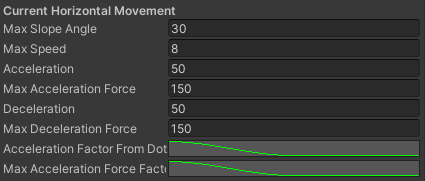 Current Horizontal Movement
Max Slope Angle 30
Max Speed 8
Acceleration 50
Max Acceleration Force 150
Deceleration 50
Max Deceleration Force 150
Acceleration Factor From Dot
Max Acceleration Force Facto